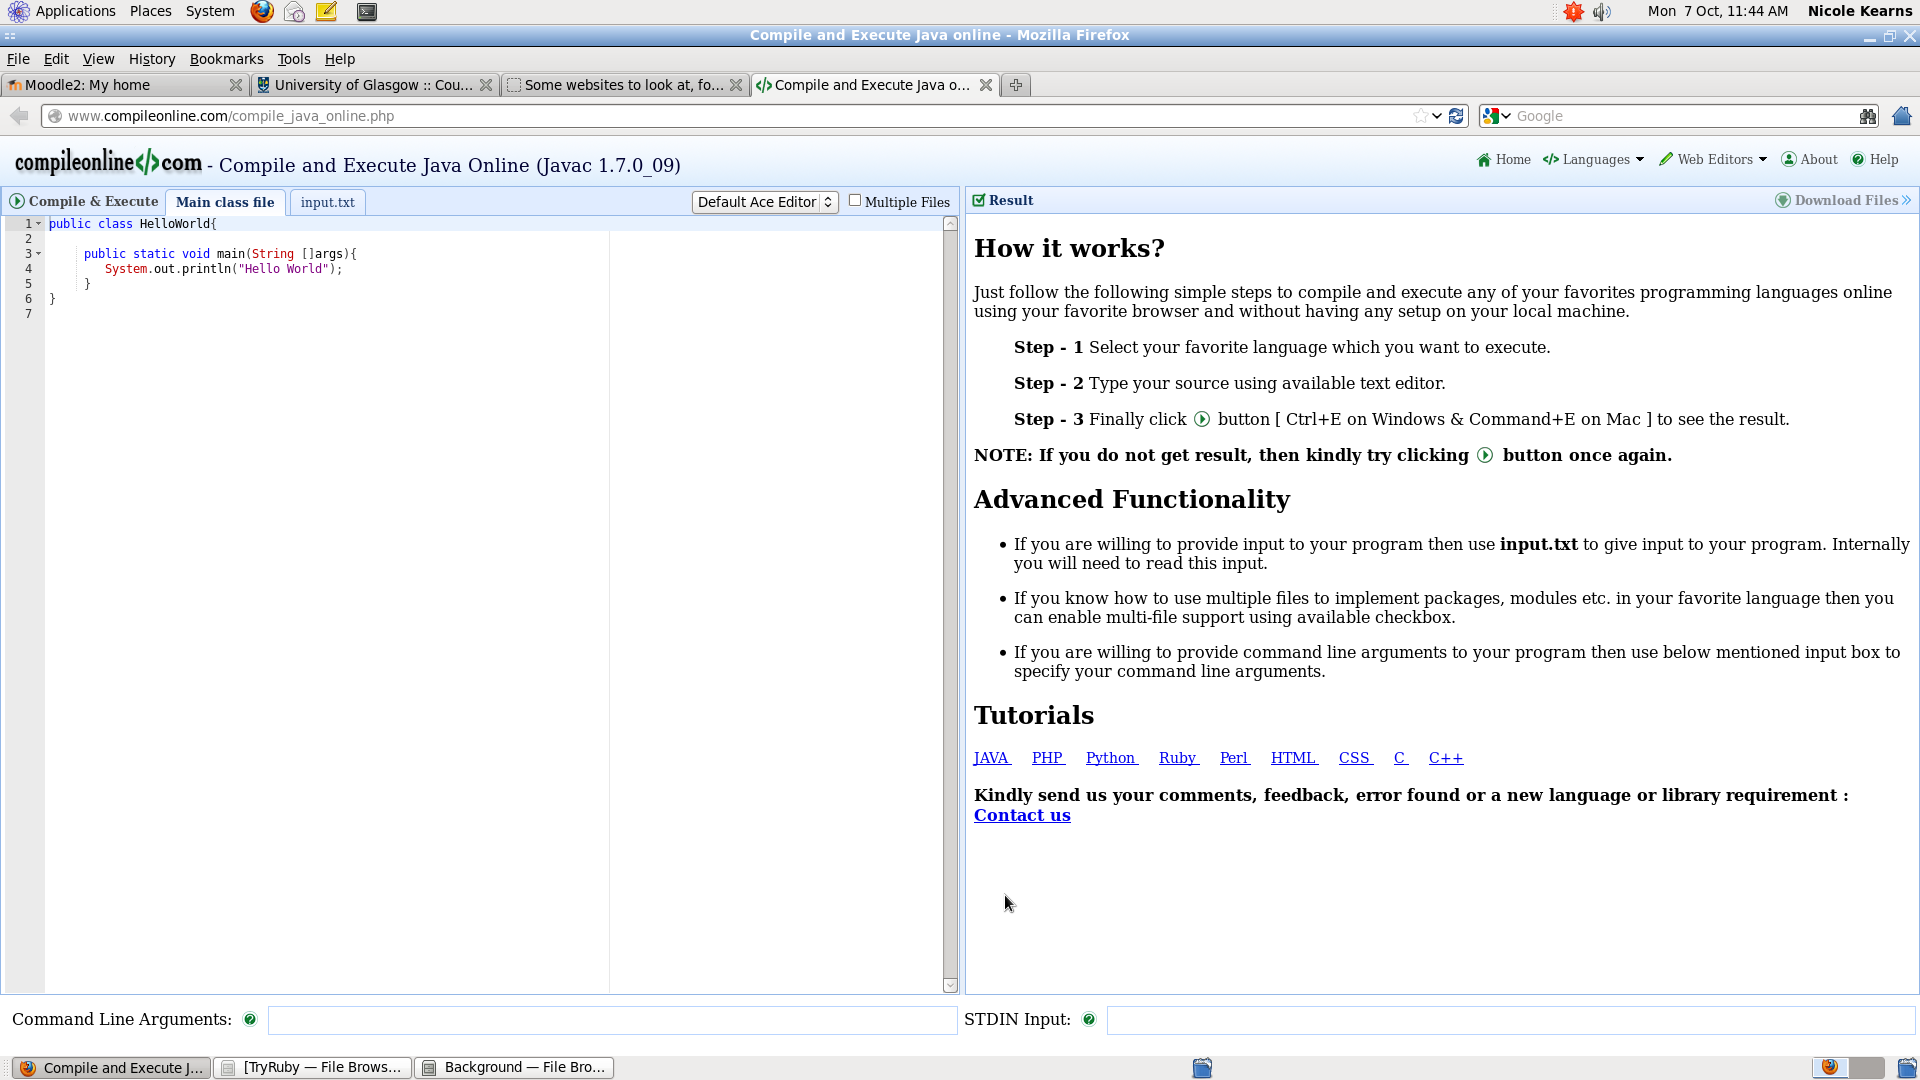 Applications Places System Mon 7 Oct, 11:44 AM Nicole Kearns
Compile and Execute Java online - Mozilla Firefox
File Edit View History Bookmarks Tools Help
Moodle2: My home University of Glasgow :: Cou... Some websites to look at, fo... Compile and Execute Java o...
www.compileonline.com/compile_java_online.php Google
compileonline</>com - Compile and Execute Java Online (Javac 1.7.0_09) Home </> Languages Web Editors About Help
Compile & Execute Main class file input.txt Default Ace Editor Multiple Files
1 public class HelloWorld{
2
3 public static void main(String []args){
4 System.out.println("Hello World");
5 }
6 }
7
Result Download Files
How it works?
Just follow the following simple steps to compile and execute any of your favorites programming languages online
using your favorite browser and without having any setup on your local machine.
Step - 1 Select your favorite language which you want to execute.
Step - 2 Type your source using available text editor.
Step - 3 Finally click button [ Ctrl+E on Windows & Command+E on Mac ] to see the result.
NOTE: If you do not get result, then kindly try clicking button once again.
Advanced Functionality
• If you are willing to provide input to your program then use input.txt to give input to your program. Internally
you will need to read this input.
• If you know how to use multiple files to implement packages, modules etc. in your favorite language then you
can enable multi-file support using available checkbox.
• If you are willing to provide command line arguments to your program then use below mentioned input box to
specify your command line arguments.
Tutorials
JAVA PHP Python Ruby Perl HTML CSS C C++
Kindly send us your comments, feedback, error found or a new language or library requirement :
Contact us
Command Line Arguments: STDIN Input:
Compile and Execute J... [TryRuby — File Brows... Background — File Bro...